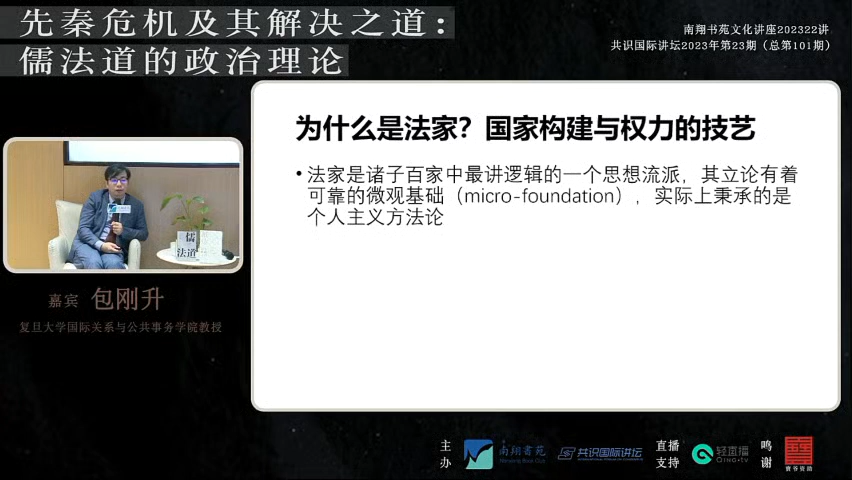 先秦危机及其解决之道：
儒法道的政治理论
南翔书苑文化讲座202322讲
共识国际讲坛2023年第23期（总第101期）
为什么是法家？国家构建与权力的技艺
• 法家是诸子百家中最讲逻辑的一个思想流派，其立论有着
可靠的微观基础（micro-foundation），实际上秉承的是
个人主义方法论
儒
法道
嘉宾 包刚升
复旦大学国际关系与公共事务学院教授
主办
南翔書苑
共识国际讲坛
直播支持
轻直播
Qing.tv
鸣谢